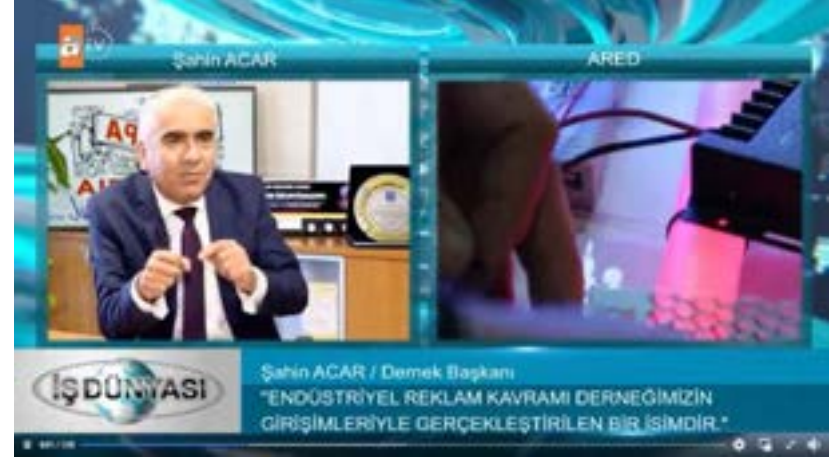 Şahin ACAR
ARED
İŞ DÜNYASI
Şahin ACAR / Dernek Başkanı
"ENDÜSTRİYEL REKLAM KAVRAMI DERNEĞİMİZİN
GİRİŞİMLERİYLE GERÇEKLEŞTİRİLEN BİR İSİMDİR."